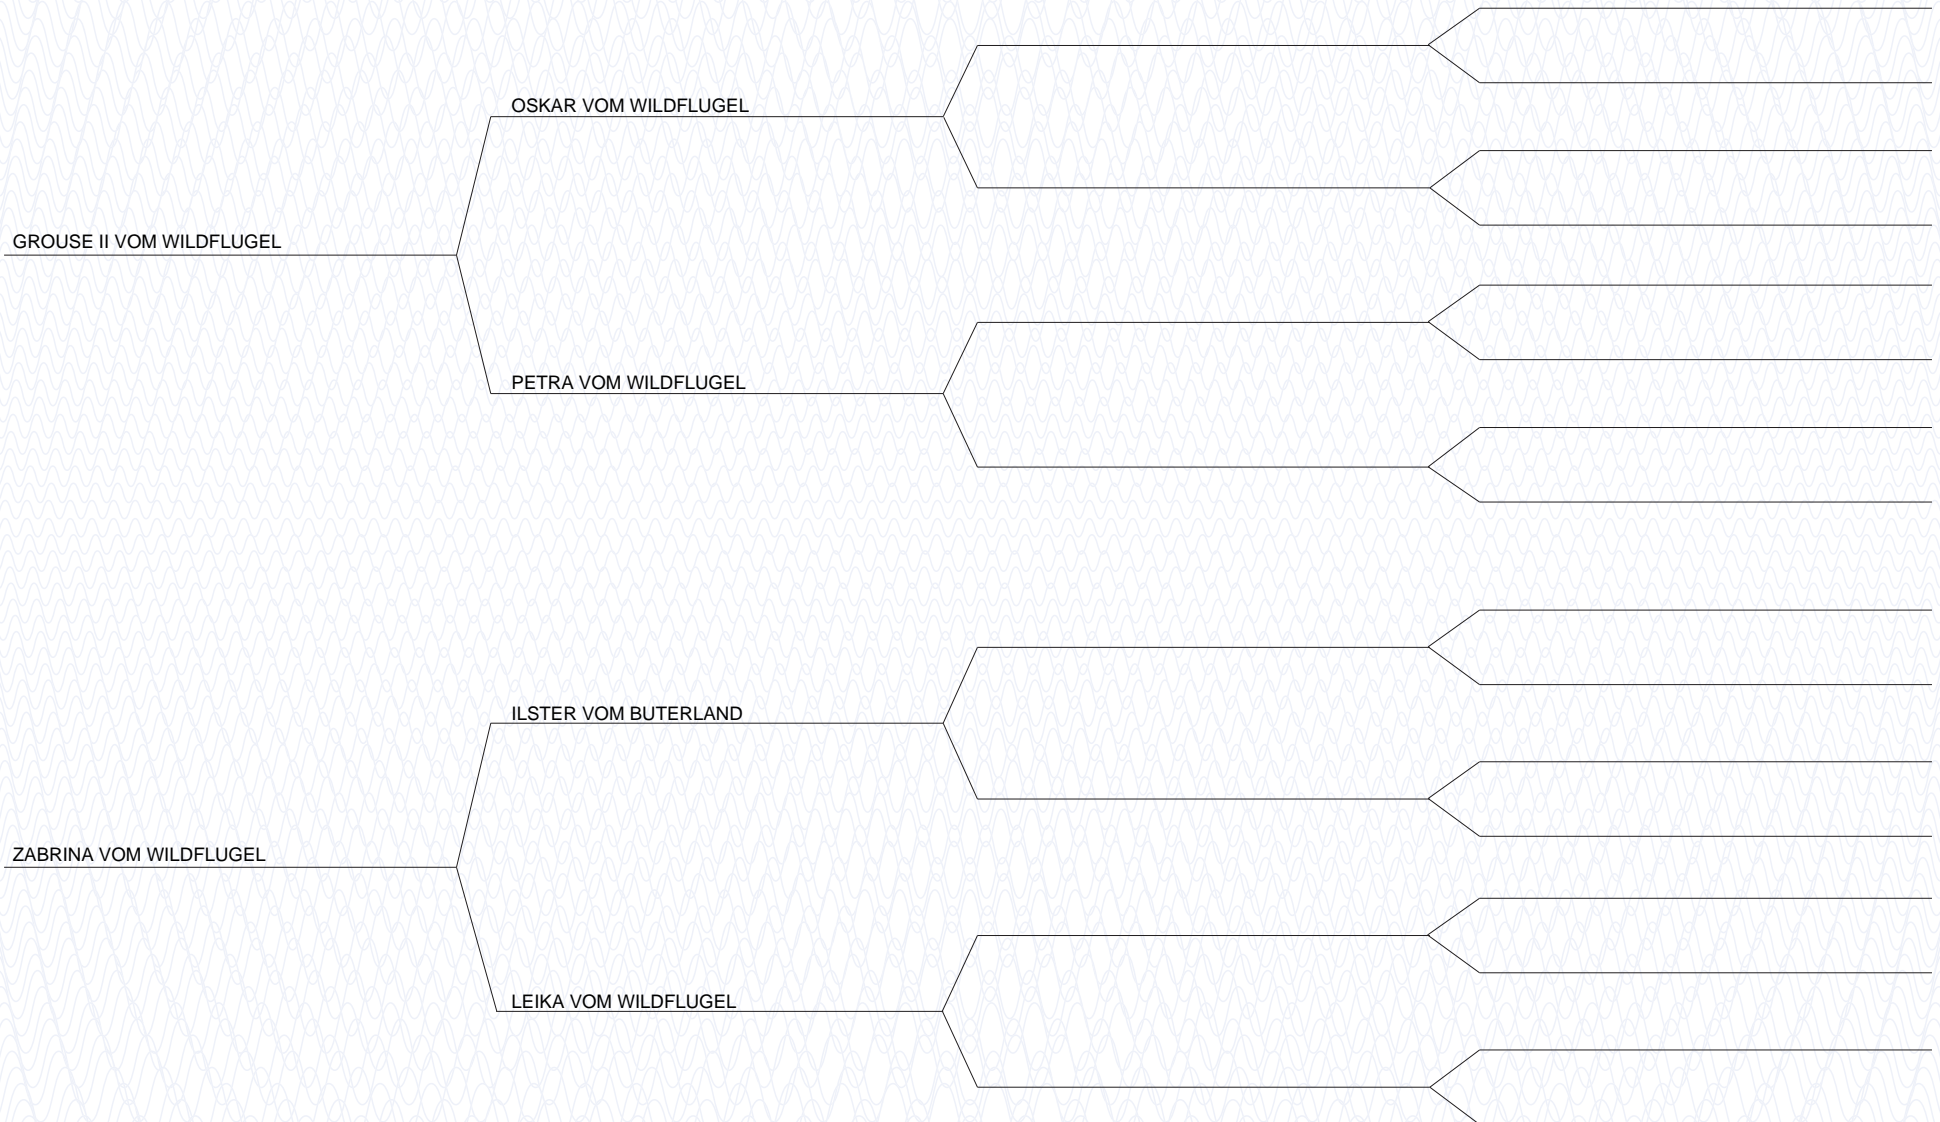 OSKAR VOM WILDFLUGEL
GROUSE II VOM WILDFLUGEL
PETRA VOM WILDFLUGEL
ILSTER VOM BUTERLAND
ZABRINA VOM WILDFLUGEL
LEIKA VOM WILDFLUGEL